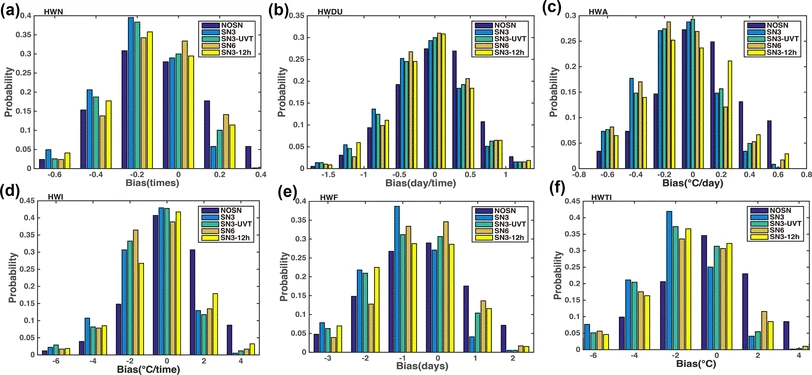 (a) HWN
NOSN
SN3
SN3-UVT
SN6
SN3-12h
Probability
0.4
0.35
0.3
0.25
0.2
0.15
0.1
0.05
0
-0.6 -0.4 -0.2 0 0.2 0.4
Bias(times)
(b) HWDU
NOSN
SN3
SN3-UVT
SN6
SN3-12h
Probability
0.35
0.3
0.25
0.2
0.15
0.1
0.05
0
-1.5 -1 -0.5 0 0.5 1
Bias(day/time)
(c) HWA
NOSN
SN3
SN3-UVT
SN6
SN3-12h
Probability
0.3
0.25
0.2
0.15
0.1
0.05
0
-0.8 -0.6 -0.4 -0.2 0 0.2 0.4 0.6 0.8
Bias(°C/day)
(d) HWI
NOSN
SN3
SN3-UVT
SN6
SN3-12h
Probability
0.45
0.4
0.35
0.3
0.25
0.2
0.15
0.1
0.05
0
-6 -4 -2 0 2 4
Bias(°C/time)
(e) HWF
NOSN
SN3
SN3-UVT
SN6
SN3-12h
Probability
0.4
0.35
0.3
0.25
0.2
0.15
0.1
0.05
0
-3 -2 -1 0 1 2
Bias(days)
(f) HWTI
NOSN
SN3
SN3-UVT
SN6
SN3-12h
Probability
0.45
0.4
0.35
0.3
0.25
0.2
0.15
0.1
0.05
0
-6 -4 -2 0 2 4
Bias(°C)